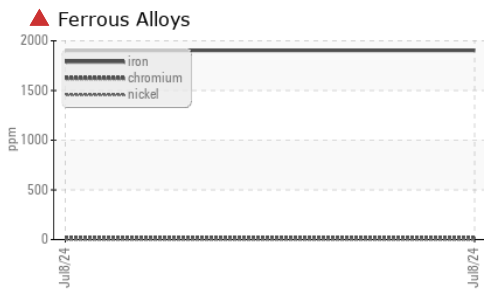 Ferrous Alloys
2000
1500
1000
500
0
ppm
iron
chromium
nickel
Jul8/24
Jul8/24